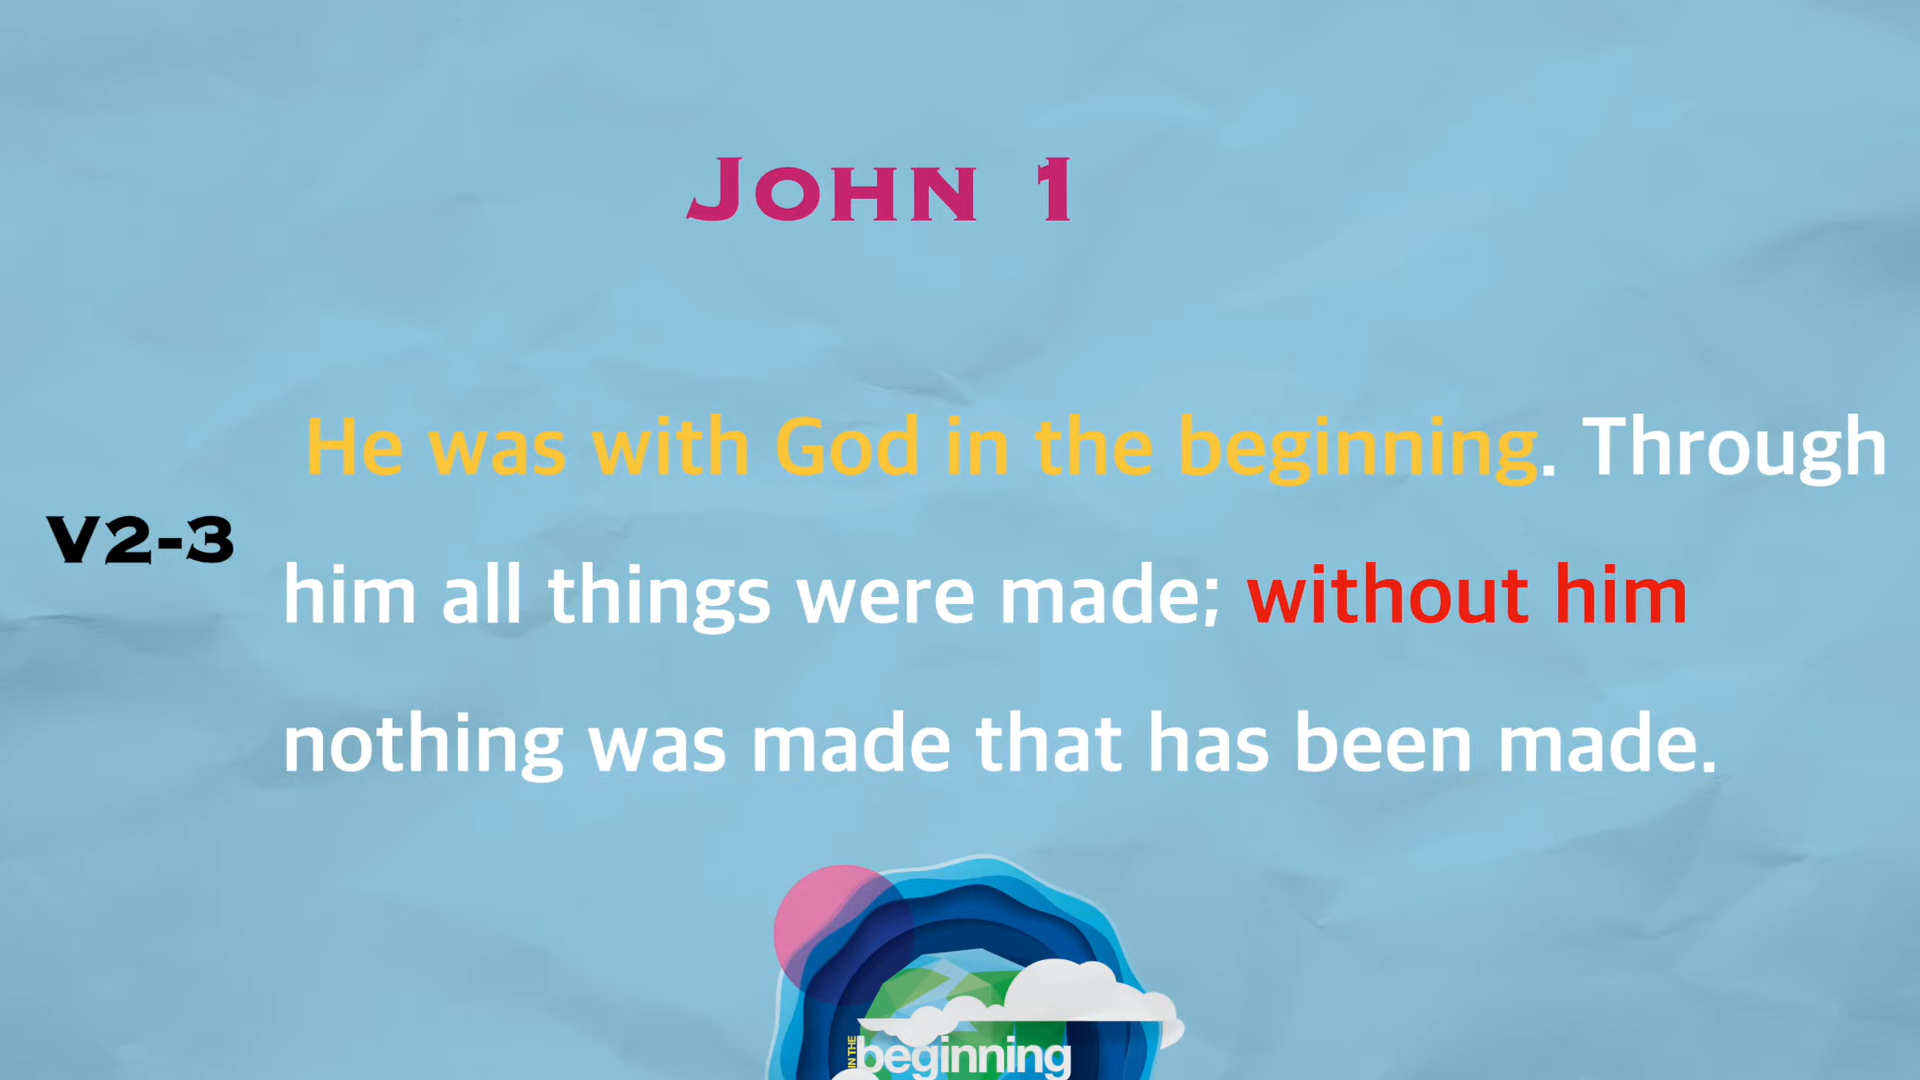 John 1
He was with God in the beginning. Through
V2-3
him all things were made; without him
nothing was made that has been made.
IN THE
beginning